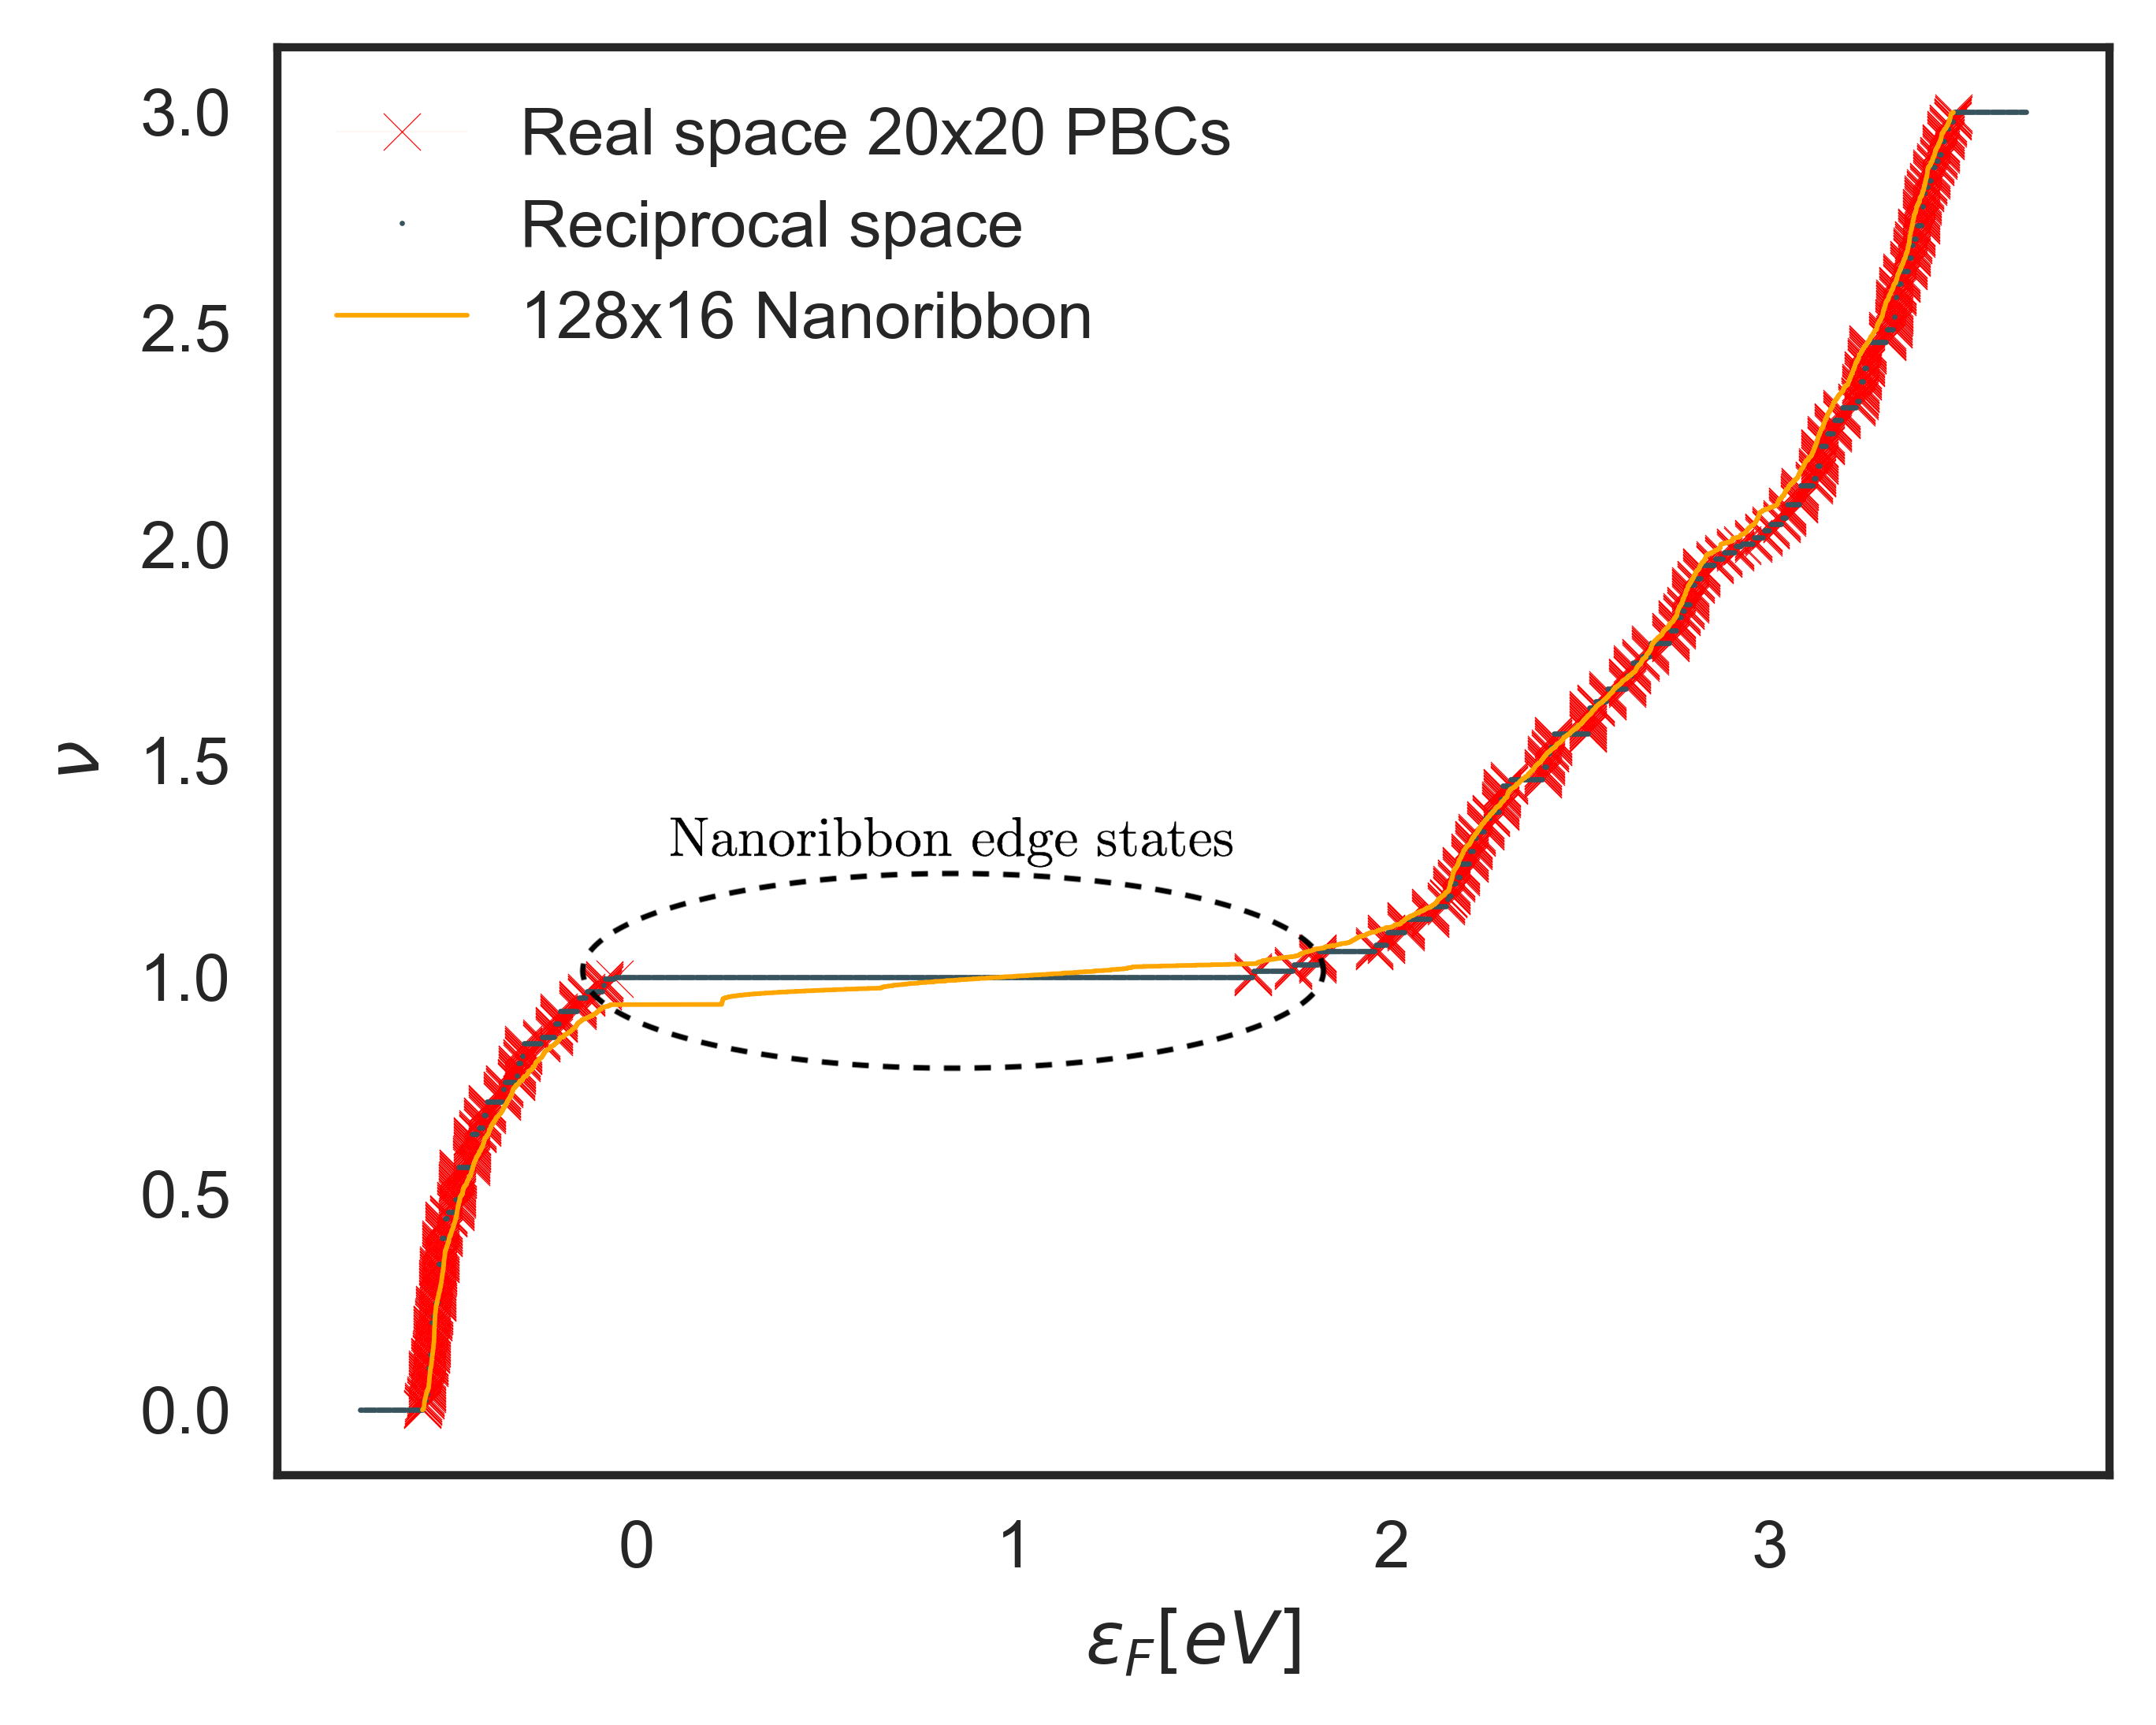 Real space 20x20 PBCs
Reciprocal space
128x16 Nanoribbon
3.0
2.5
2.0
1.5
1.0
0.5
0.0
ν
Nanoribbon edge states
0 1 2 3
εF[eV]